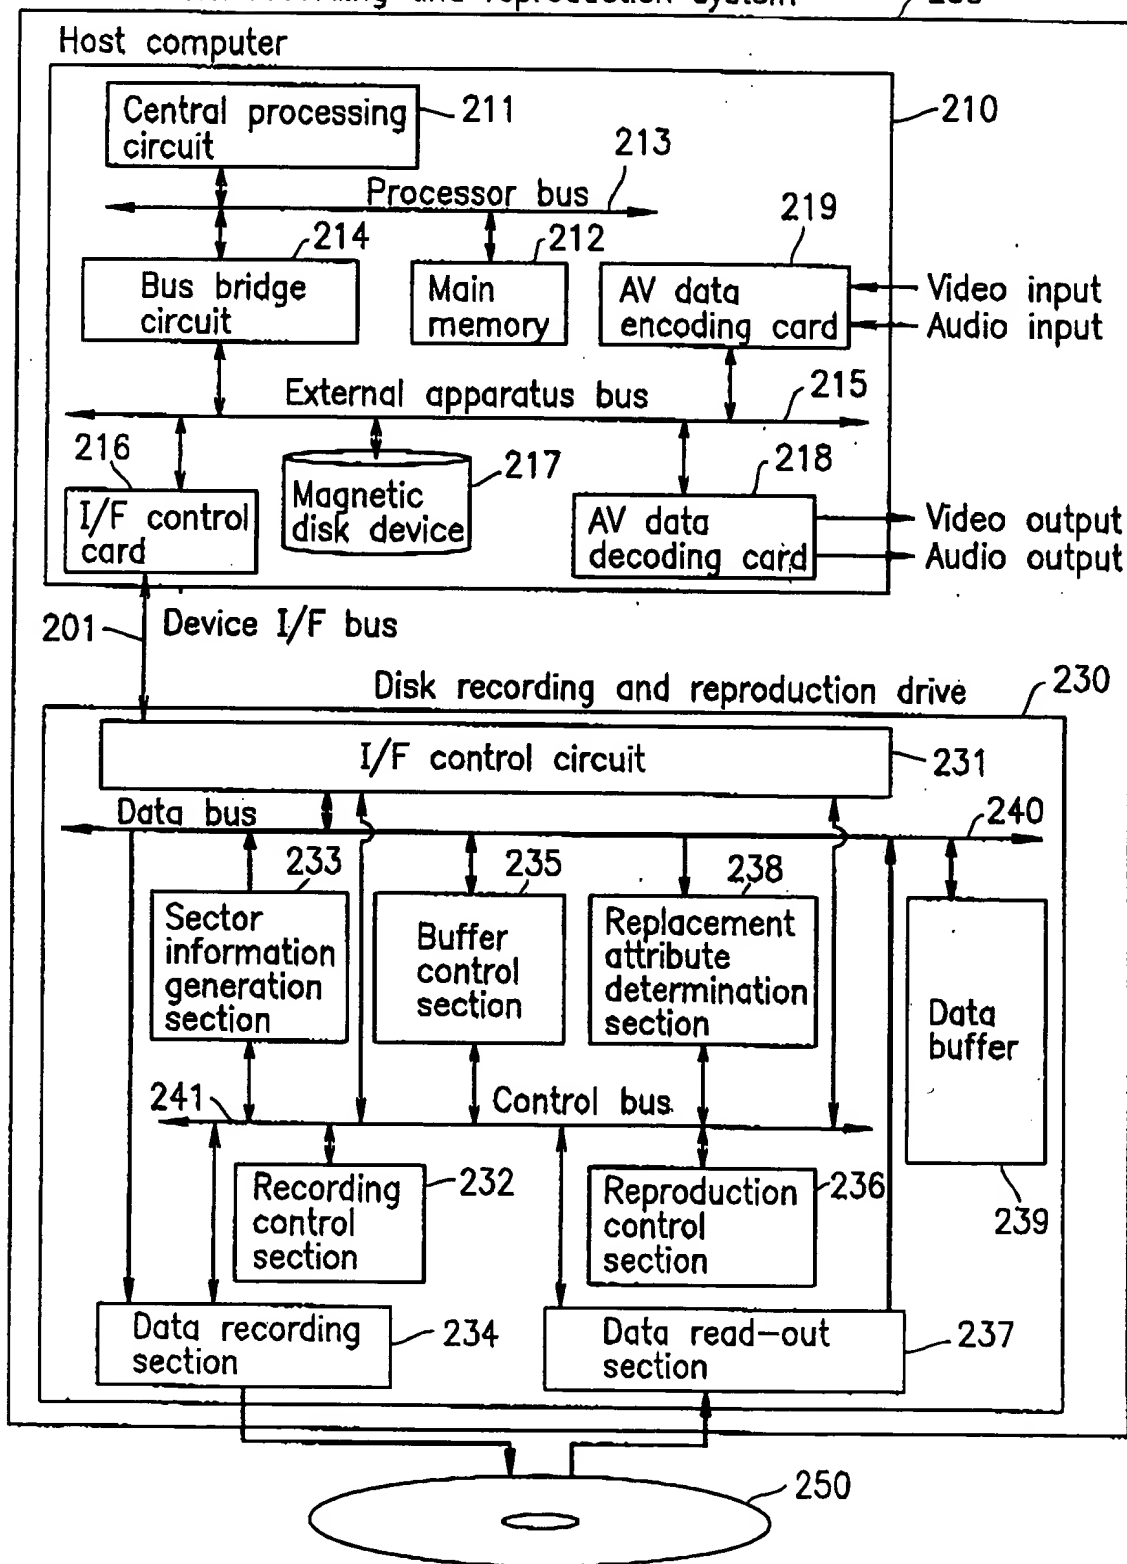 recording and reproduction system
Host computer
Central processing
circuit
211
210
213
Processor bus
214
212
219
Bus bridge
circuit
Main
memory
AV data
encoding card
Video input
Audio input
External apparatus bus
215
216
217
218
I/F control
card
Magnetic
disk device
AV data
decoding card
Video output
Audio output
201
Device I/F bus
Disk recording and reproduction drive
230
I/F control circuit
231
Data bus
240
233
235
238
Sector
information
generation
section
Buffer
control
section
Replacement
attribute
determination
section
Data
buffer
241
Control bus
Recording
control
section
232
Reproduction
control
section
236
239
Data recording
section
234
Data read-out
section
237
250